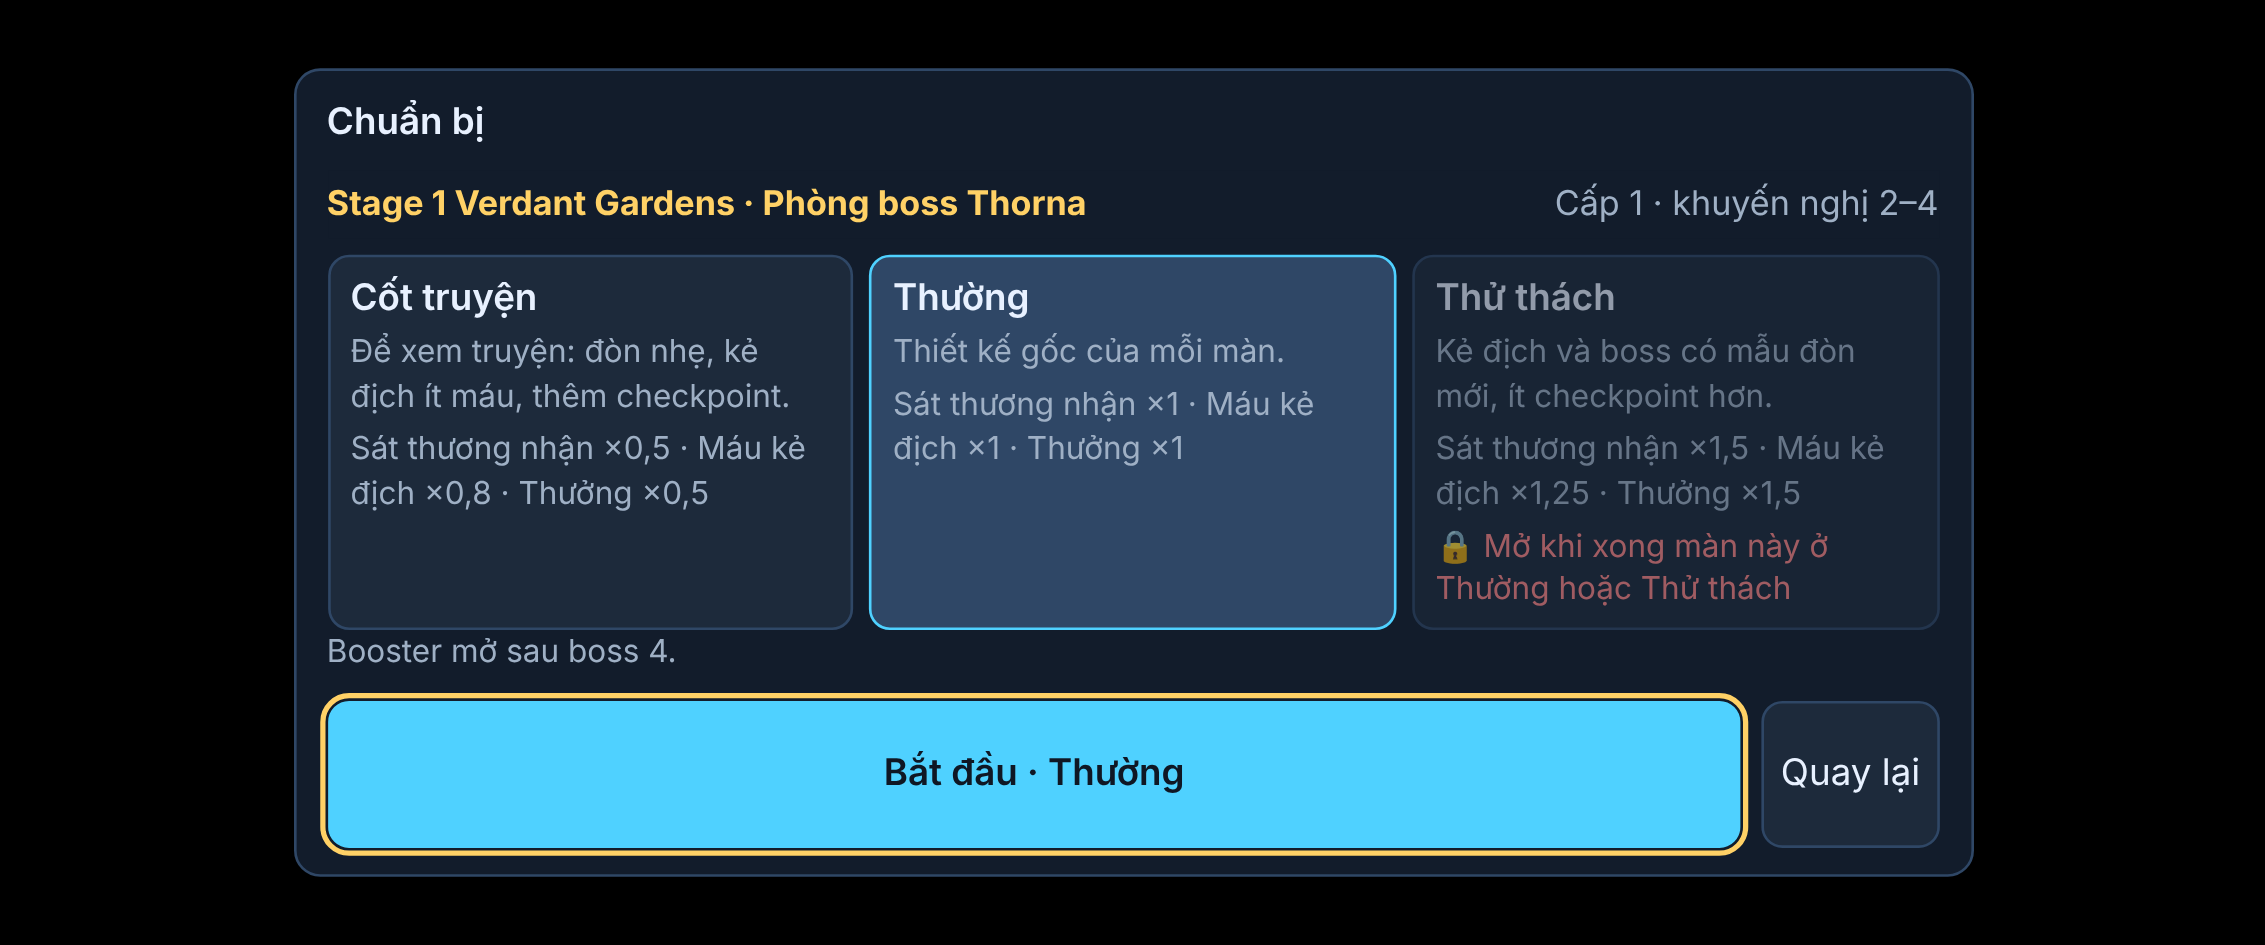 Chuẩn bị
Stage 1 Verdant Gardens · Phòng boss Thorna
Cấp 1 · khuyến nghị 2–4
Cốt truyện
Để xem truyện: đòn nhẹ, kẻ
địch ít máu, thêm checkpoint.
Sát thương nhận ×0,5 · Máu kẻ
địch ×0,8 · Thưởng ×0,5
Thường
Thiết kế gốc của mỗi màn.
Sát thương nhận ×1 · Máu kẻ
địch ×1 · Thưởng ×1
Thử thách
Kẻ địch và boss có mẫu đòn
mới, ít checkpoint hơn.
Sát thương nhận ×1,5 · Máu kẻ
địch ×1,25 · Thưởng ×1,5
🔒 Mở khi xong màn này ở
Thường hoặc Thử thách
Booster mở sau boss 4.
Bắt đầu · Thường
Quay lại